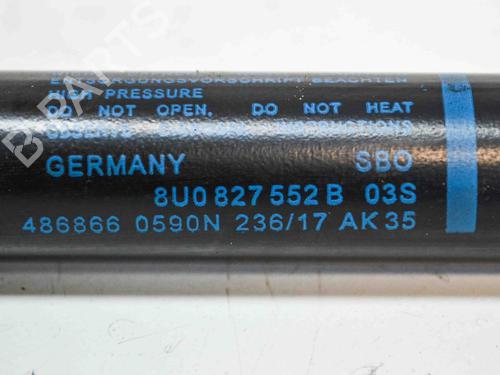 HIGH PRESSURE
DO NOT OPEN, DO NOT HEAT
GERMANY SBO
8U0 827 552 B 03S
486866 0590N 236/17 AK35